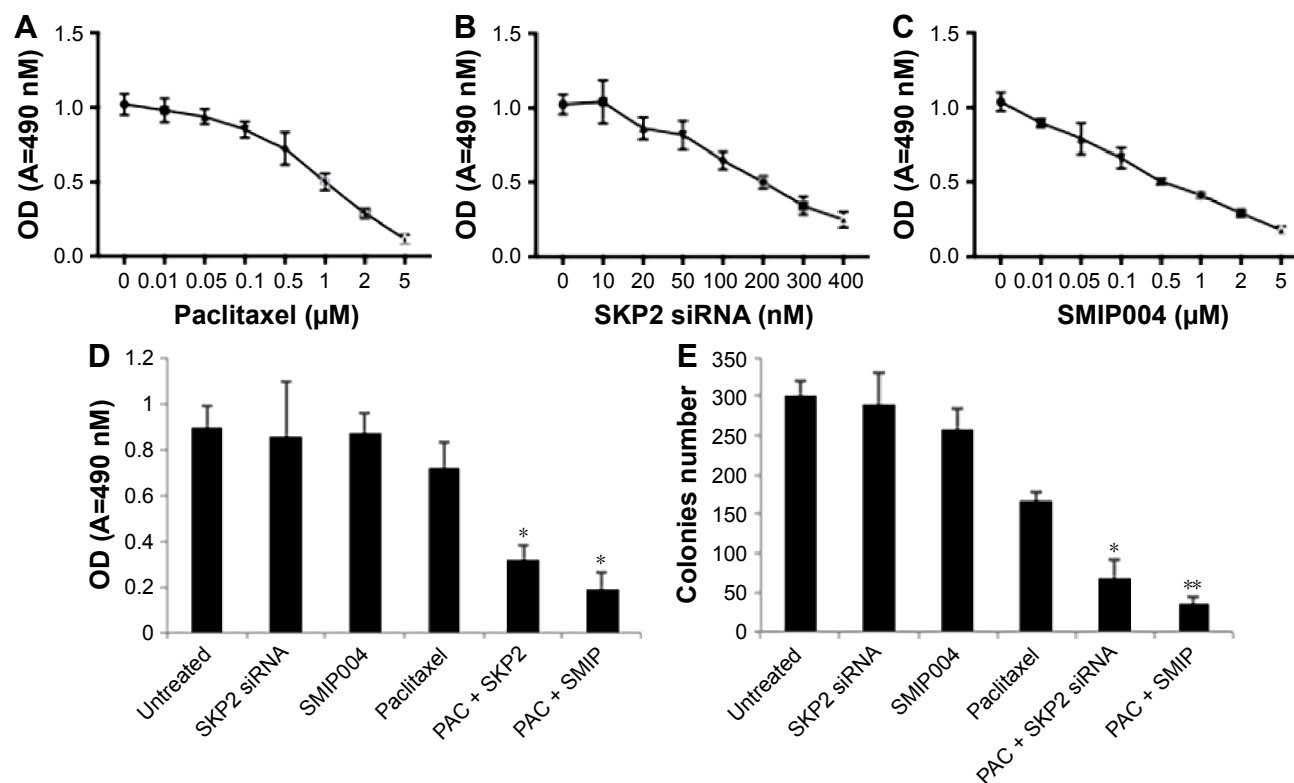 A
OD (A=490 nM)
1.5
1.0
0.5
0.0
0 0.01 0.05 0.1 0.5 1 2 5
Paclitaxel (µM)
B
OD (A=490 nM)
1.5
1.0
0.5
0.0
0 10 20 50 100 200 300 400
SKP2 siRNA (nM)
C
OD (A=490 nM)
1.5
1.0
0.5
0.0
0 0.01 0.05 0.1 0.5 1 2 5
SMIP004 (µM)
D
OD (A=490 nM)
1.2
1
0.8
0.6
0.4
0.2
0
*
*
Untreated
SKP2 siRNA
SMIP004
Paclitaxel
PAC + SKP2
PAC + SMIP
E
Colonies number
350
300
250
200
150
100
50
0
*
**
Untreated
SKP2 siRNA
SMIP004
Paclitaxel
PAC + SKP2 siRNA
PAC + SMIP